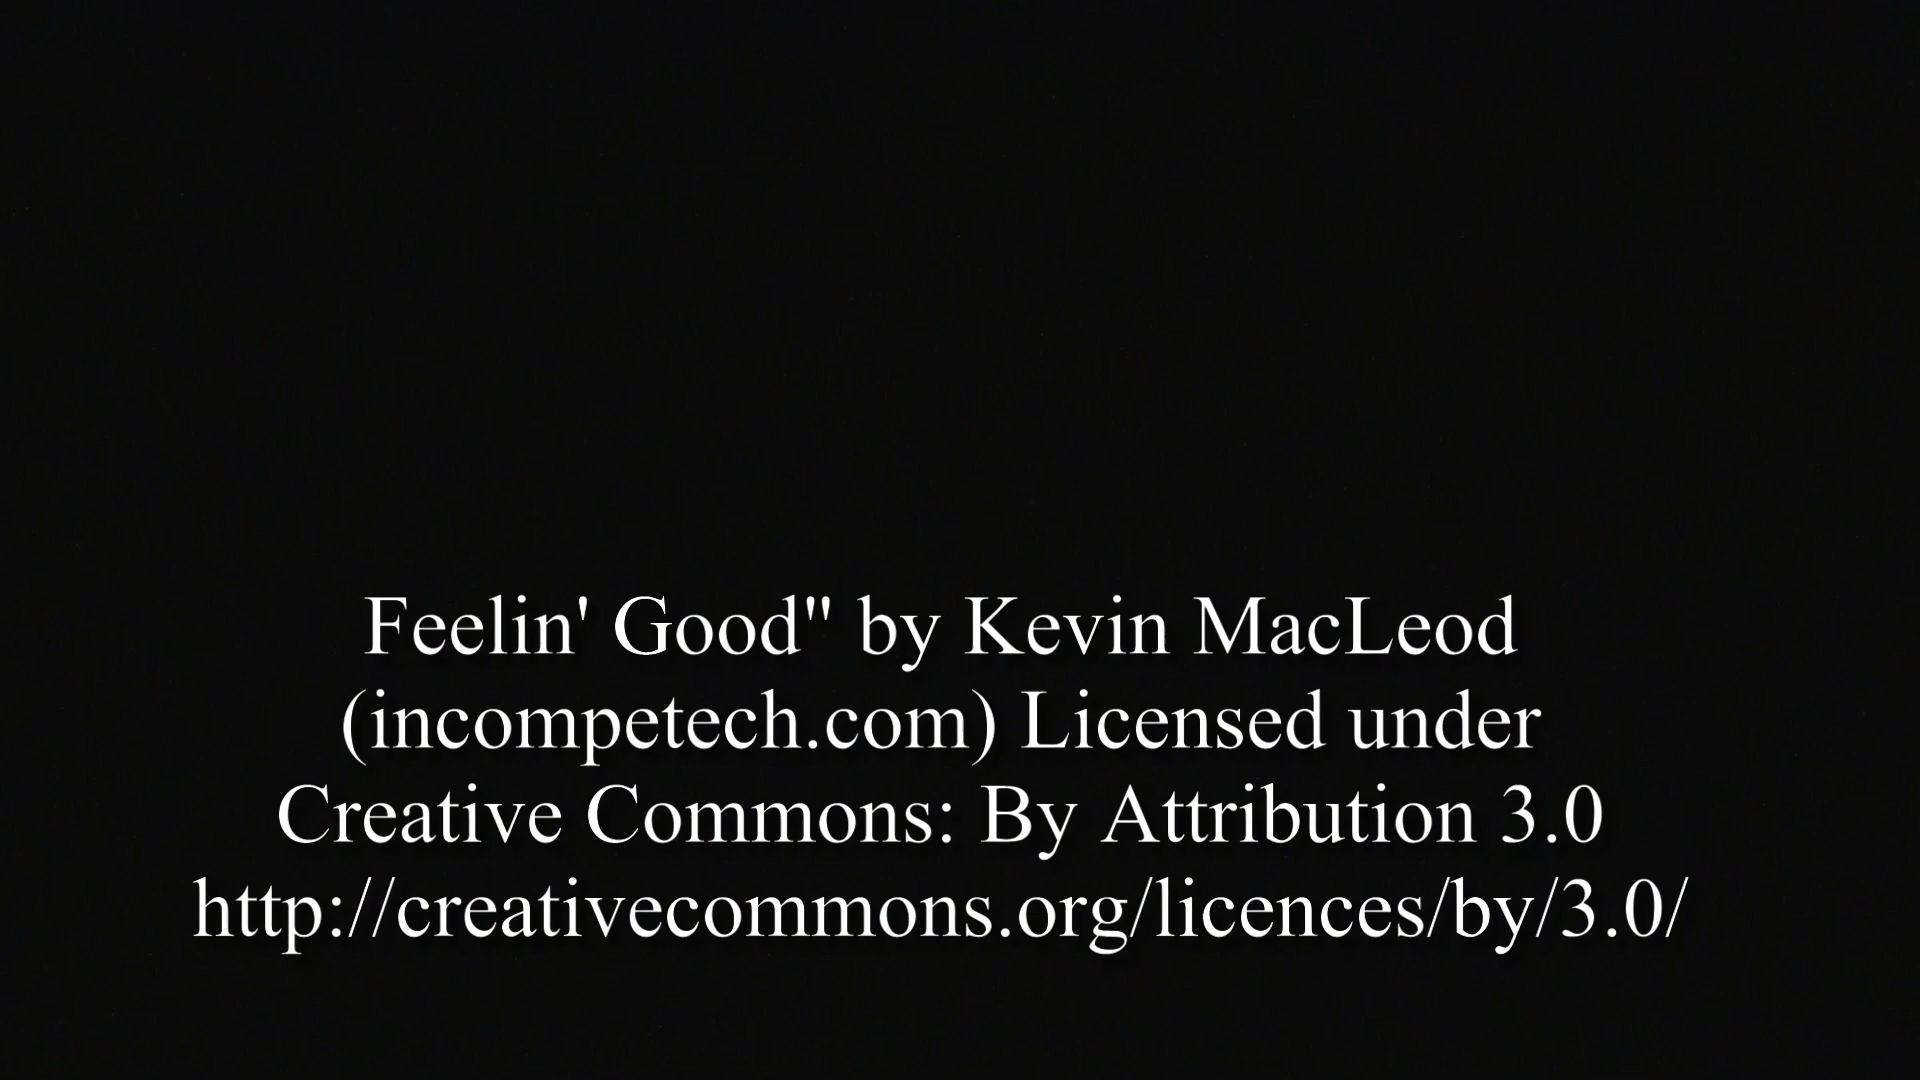 Feelin' Good" by Kevin MacLeod
(incompetech.com) Licensed under
Creative Commons: By Attribution 3.0
http://creativecommons.org/licences/by/3.0/